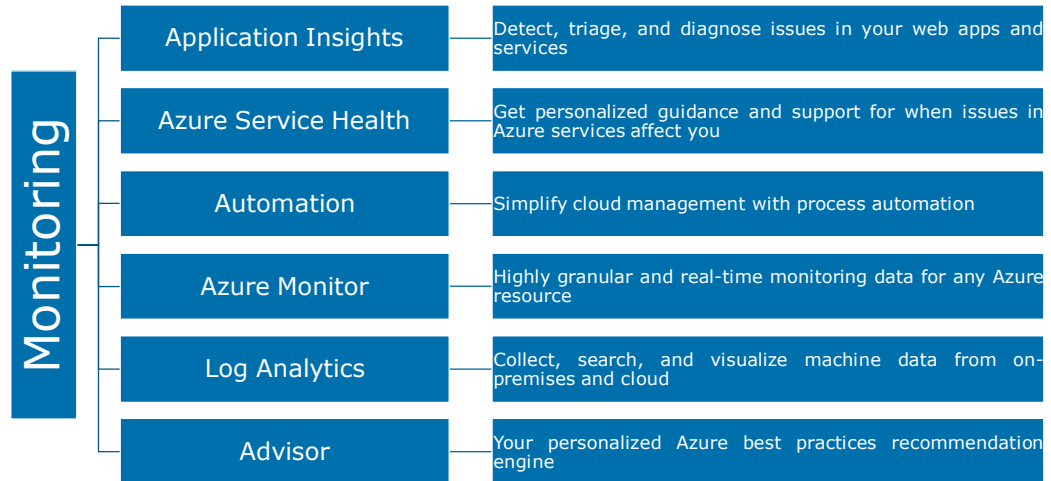 Monitoring
Application Insights
Detect, triage, and diagnose issues in your web apps and
services
Azure Service Health
Get personalized guidance and support for when issues in
Azure services affect you
Automation
Simplify cloud management with process automation
Azure Monitor
Highly granular and real-time monitoring data for any Azure
resource
Log Analytics
Collect, search, and visualize machine data from on-
premises and cloud
Advisor
Your personalized Azure best practices recommendation
engine